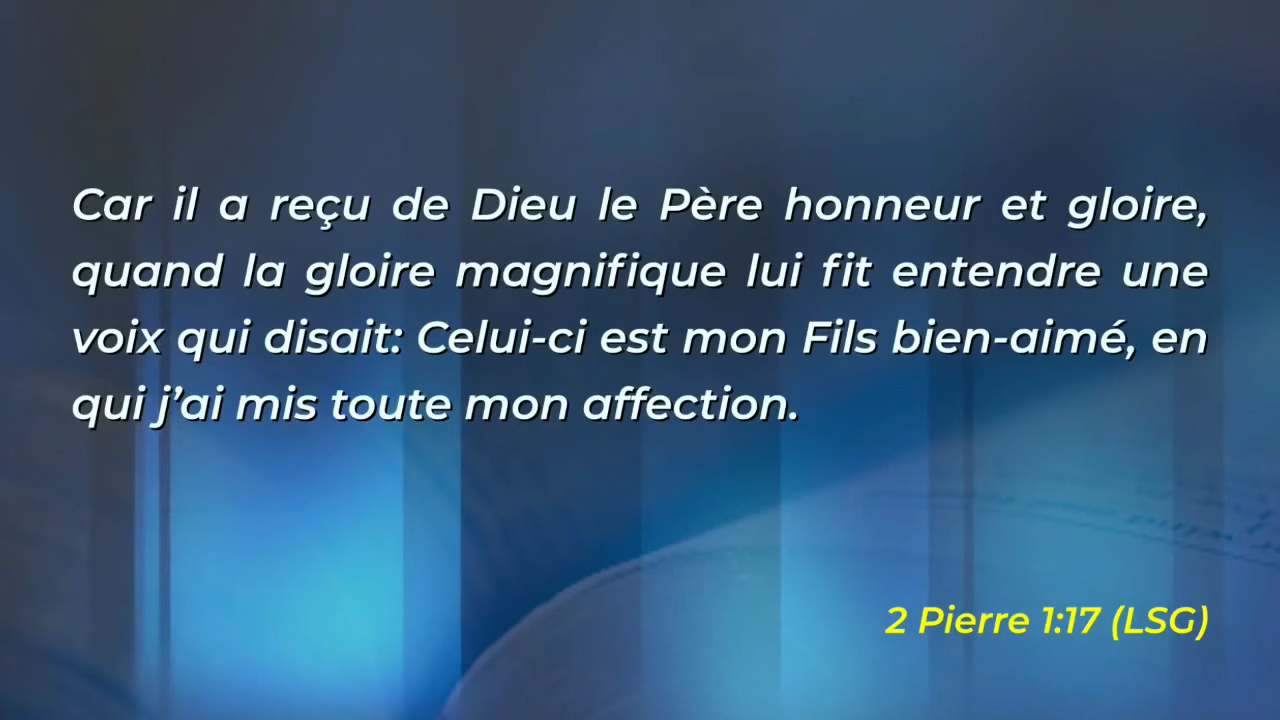 Car il a reçu de Dieu le Père honneur et gloire,
quand la gloire magnifique lui fit entendre une
voix qui disait: Celui-ci est mon Fils bien-aimé, en
qui j’ai mis toute mon affection.
2 Pierre 1:17 (LSG)